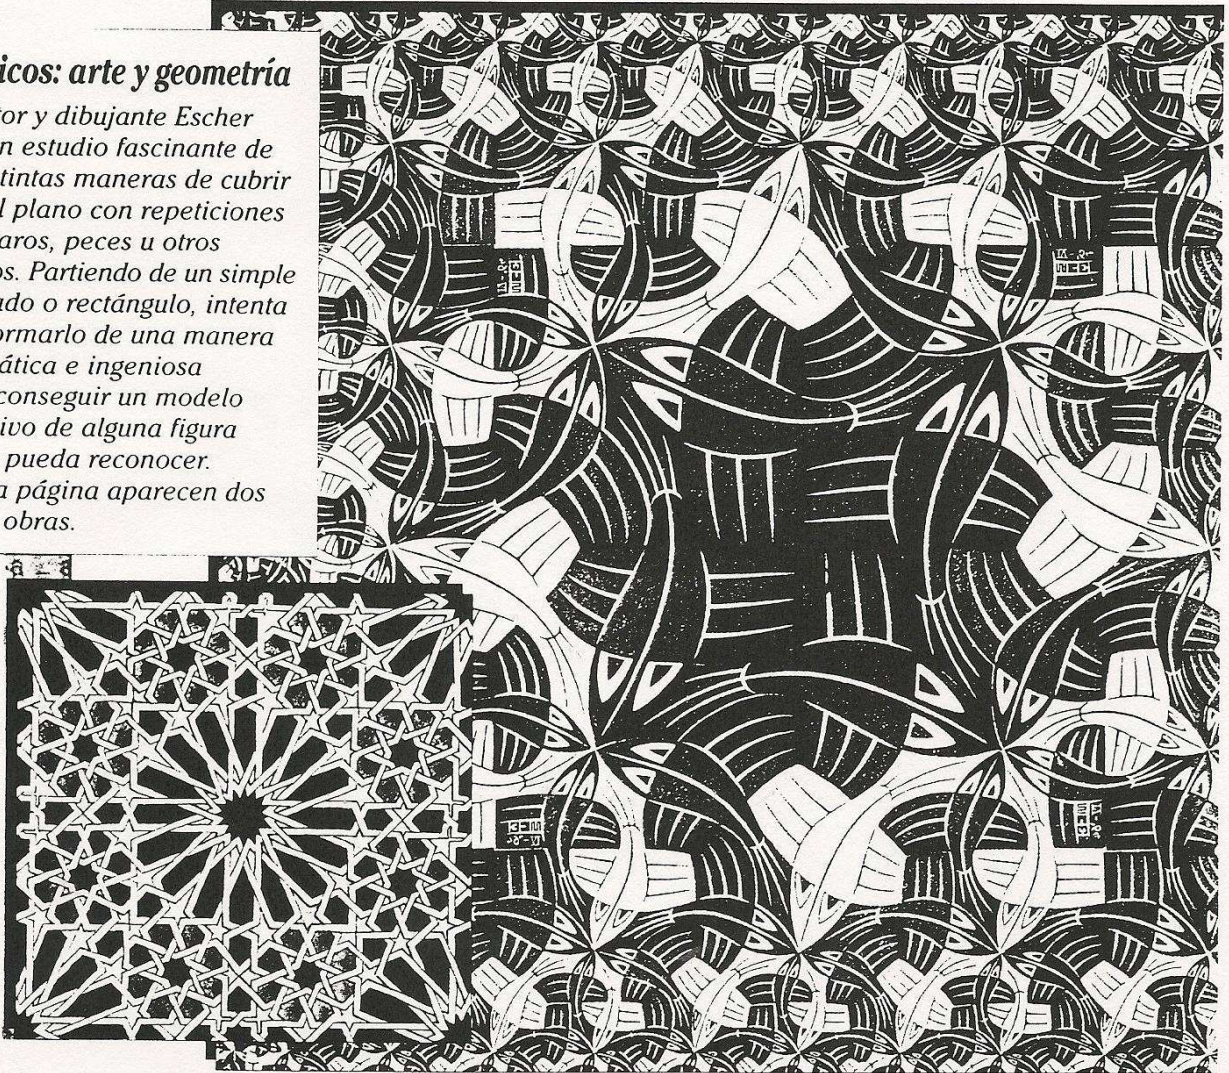 icos: arte y geometría
tor y dibujante Escher
n estudio fascinante de
tintas maneras de cubrir
l plano con repeticiones
aros, peces u otros
os. Partiendo de un simple
ado o rectángulo, intenta
ormarlo de una manera
ática e ingeniosa
conseguir un modelo
ivo de alguna figura
pueda reconocer.
a página aparecen dos
obras.